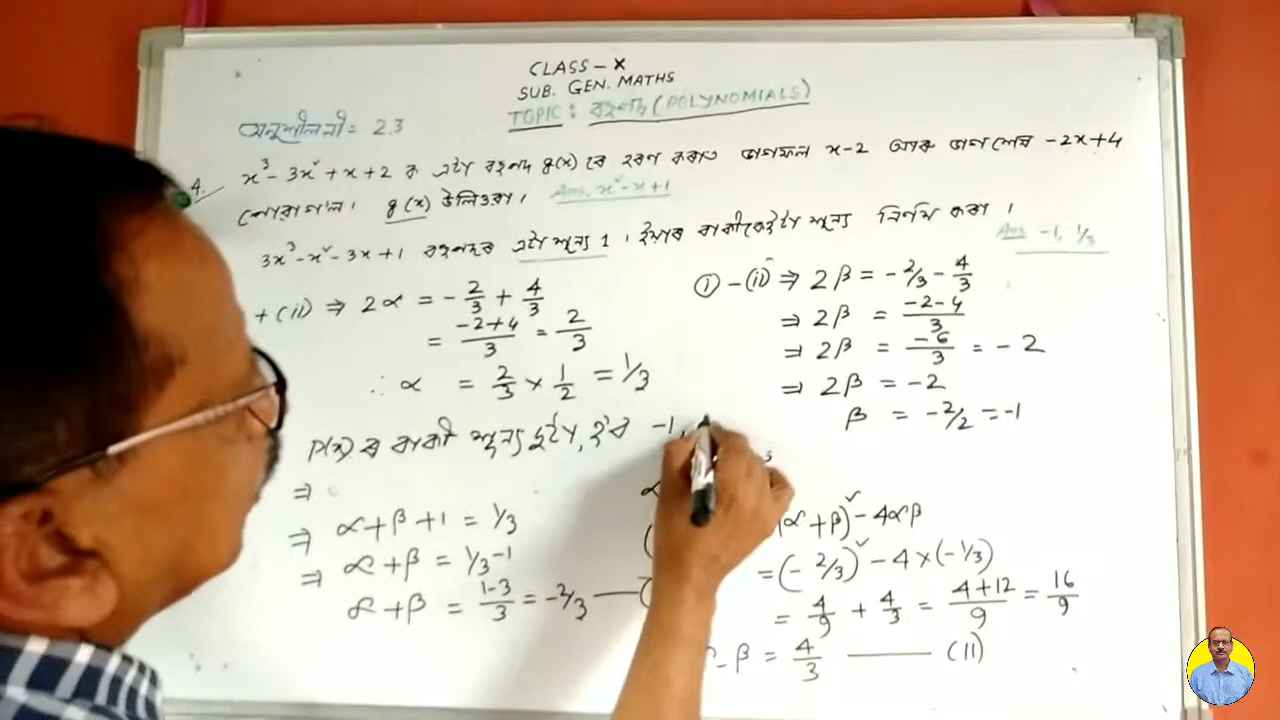 CLASS-X
SUB. GEN. MATHS
TOPIC: বহুপদ (POLYNOMIALS)
অনুশীলনী = 2.3
4. x³ - 3x² + x + 2 ক এটা বহুপদ g(x) ৰে হৰণ কৰাত ভাগফল x-2 আৰু ভাগশেষ -2x+4
পোৱা গ'ল। g(x) উলিওৱা। Ans. x² - x + 1
3x³ - x² - 3x + 1 বহুপদৰ এটা শূন্য 1। ইয়াৰ বাকীকেইটা শূন্য নিৰ্ণয় কৰা।
Ans -1, 1/3
+ (ii) ⇒ 2α = -2/3 + 4/3
= (-2+4)/3 = 2/3
∴ α = 2/3 × 1/2 = 1/3
P(x) ৰ বাকী শূন্য দুটা, হ'ব -1,
⇒
⇒ α + β + 1 = 1/3
⇒ α + β = 1/3 - 1
α + β = (1-3)/3 = -2/3 —
(i) - (ii) ⇒ 2β = -2/3 - 4/3
⇒ 2β = (-2-4)/3
⇒ 2β = -6/3 = -2
⇒ 2β = -2
β = -2/2 = -1
(α + β)² - 4αβ
= (-2/3)² - 4 × (-1/3)
= 4/9 + 4/3 = (4+12)/9 = 16/9
- β = 4/3 — (II)